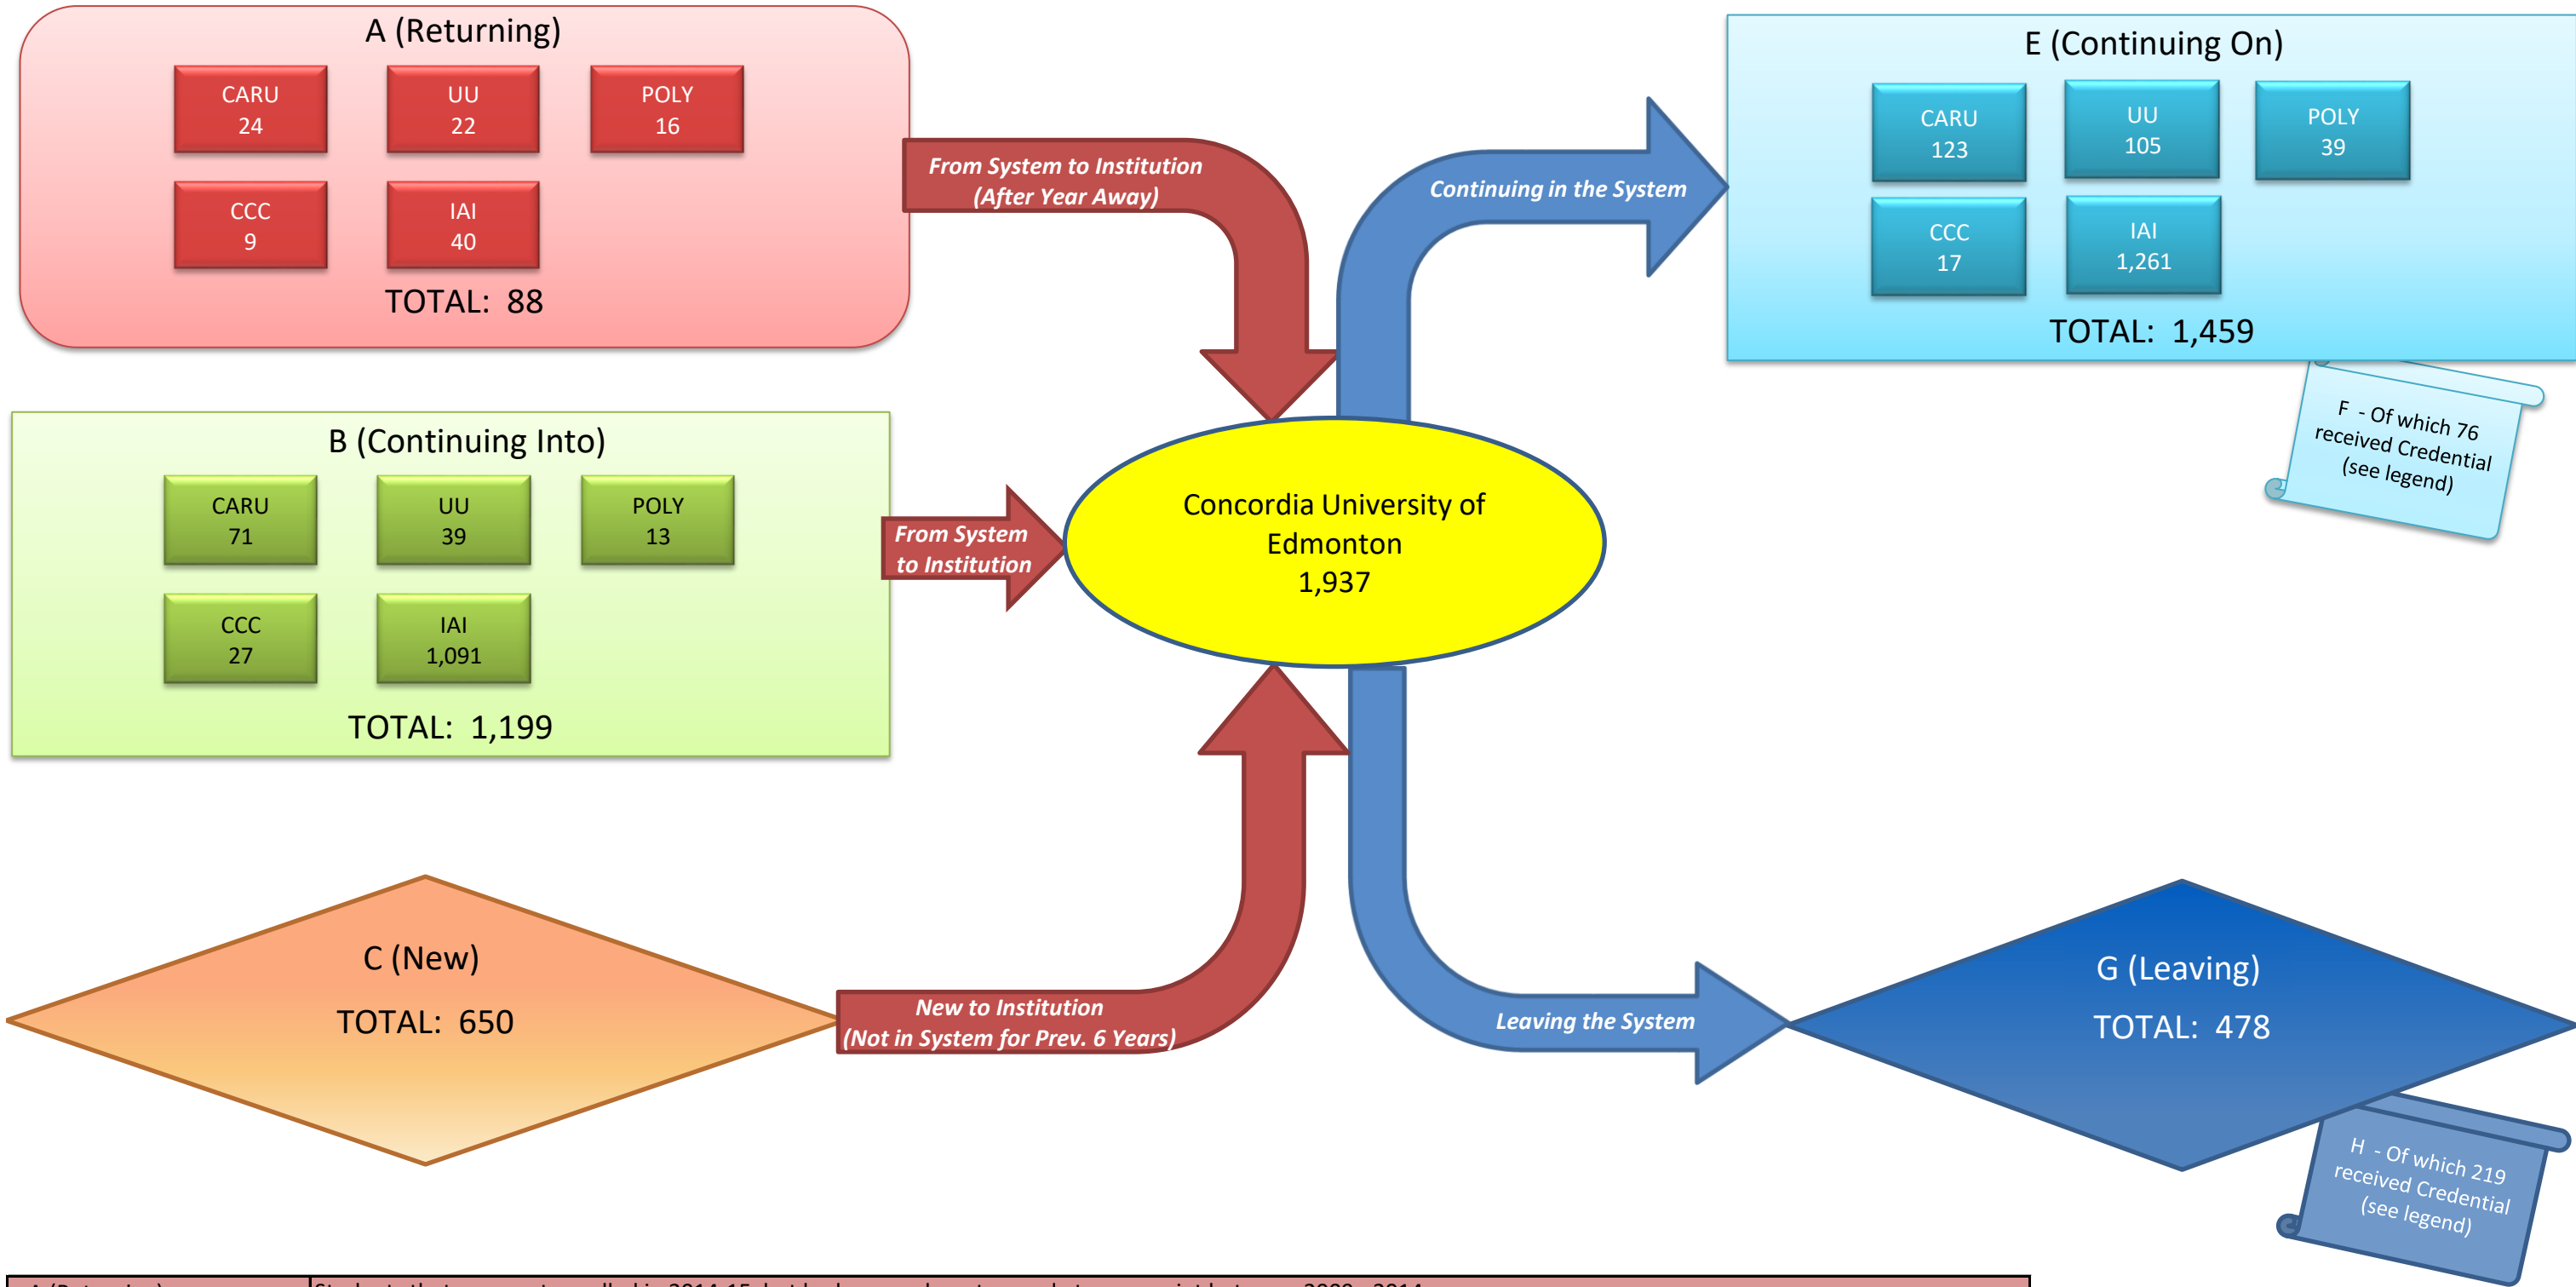 A (Returning)
CARU
24
UU
22
POLY
16
CCC
9
IAI
40
TOTAL: 88
From System to Institution
(After Year Away)
Continuing in the System
E (Continuing On)
CARU
123
UU
105
POLY
39
CCC
17
IAI
1,261
TOTAL: 1,459
F - Of which 76
received Credential
(see legend)
B (Continuing Into)
CARU
71
UU
39
POLY
13
CCC
27
IAI
1,091
TOTAL: 1,199
From System
to Institution
Concordia University of
Edmonton
1,937
C (New)
TOTAL: 650
New to Institution
(Not in System for Prev. 6 Years)
Leaving the System
G (Leaving)
TOTAL: 478
H - Of which 219
received Credential
(see legend)
A (Returning)